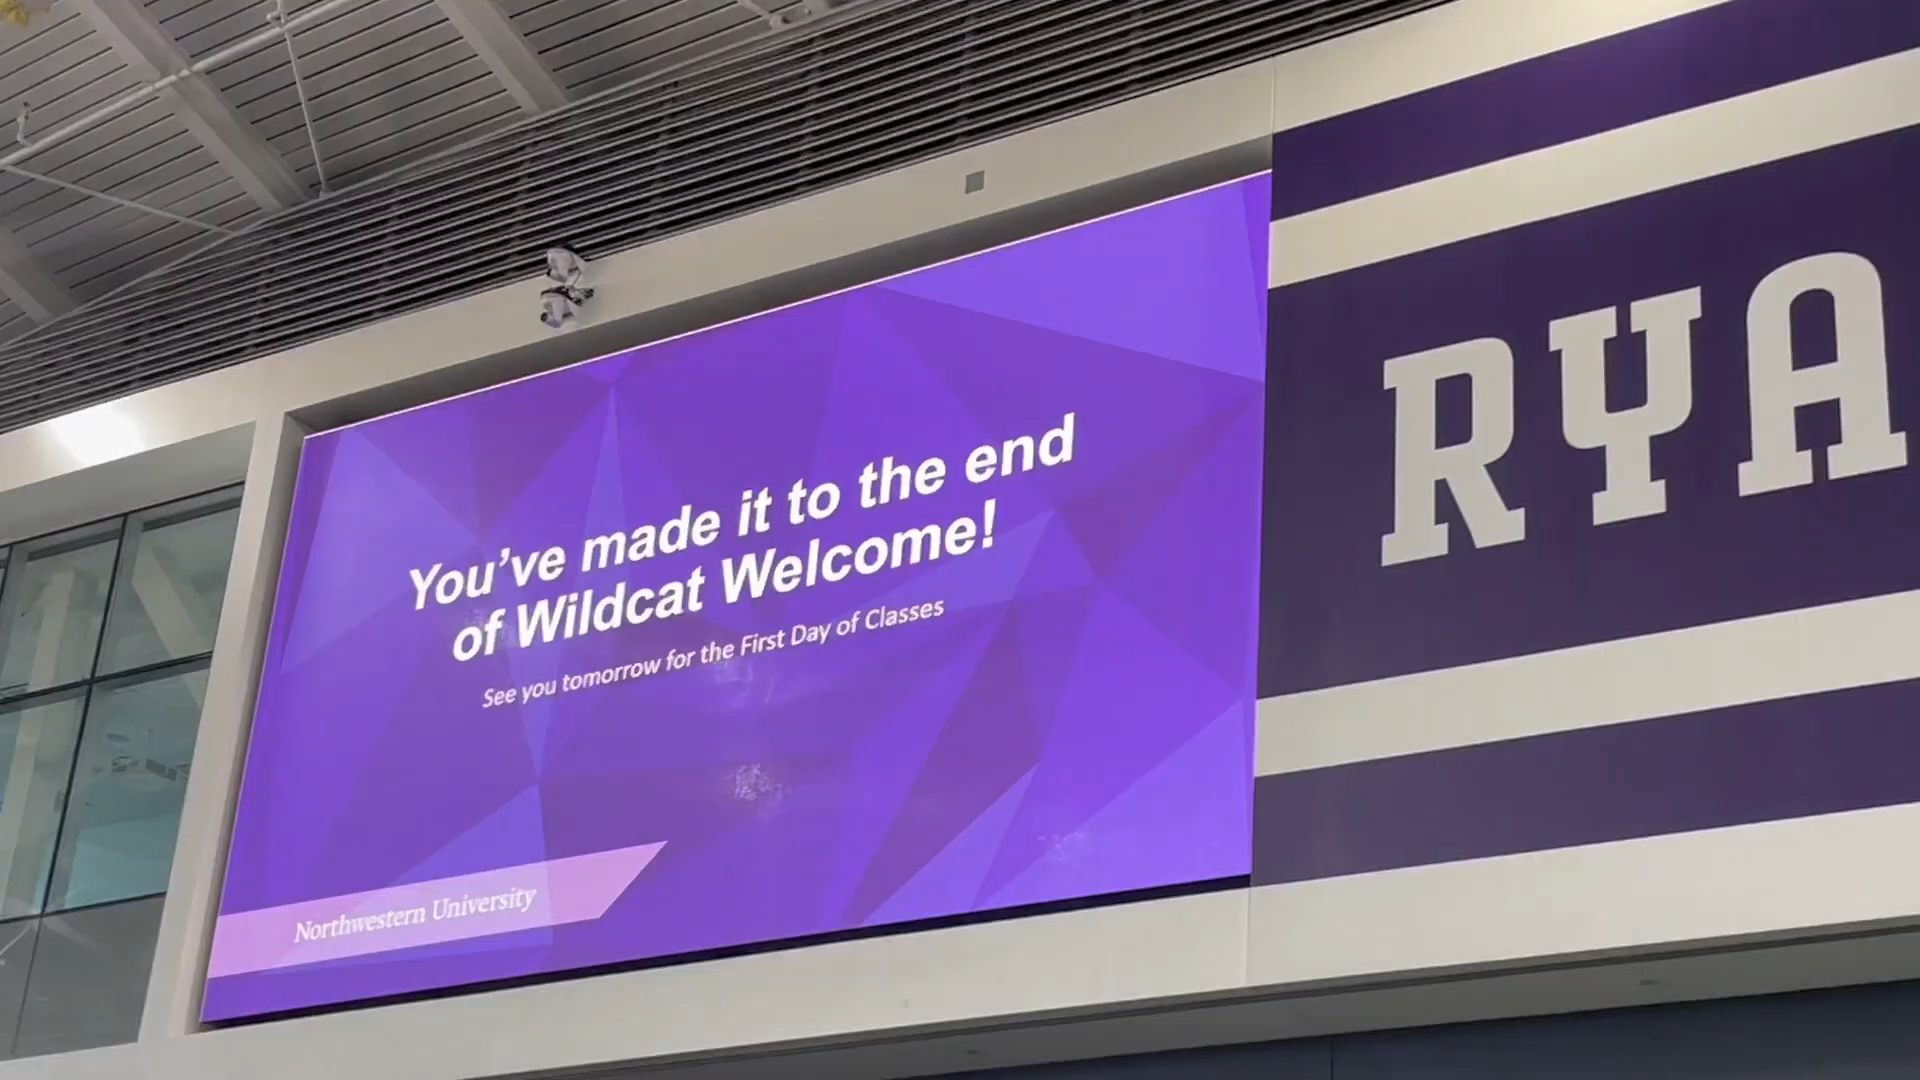 You've made it to the end
of Wildcat Welcome!
See you tomorrow for the First Day of Classes
Northwestern University
RYA